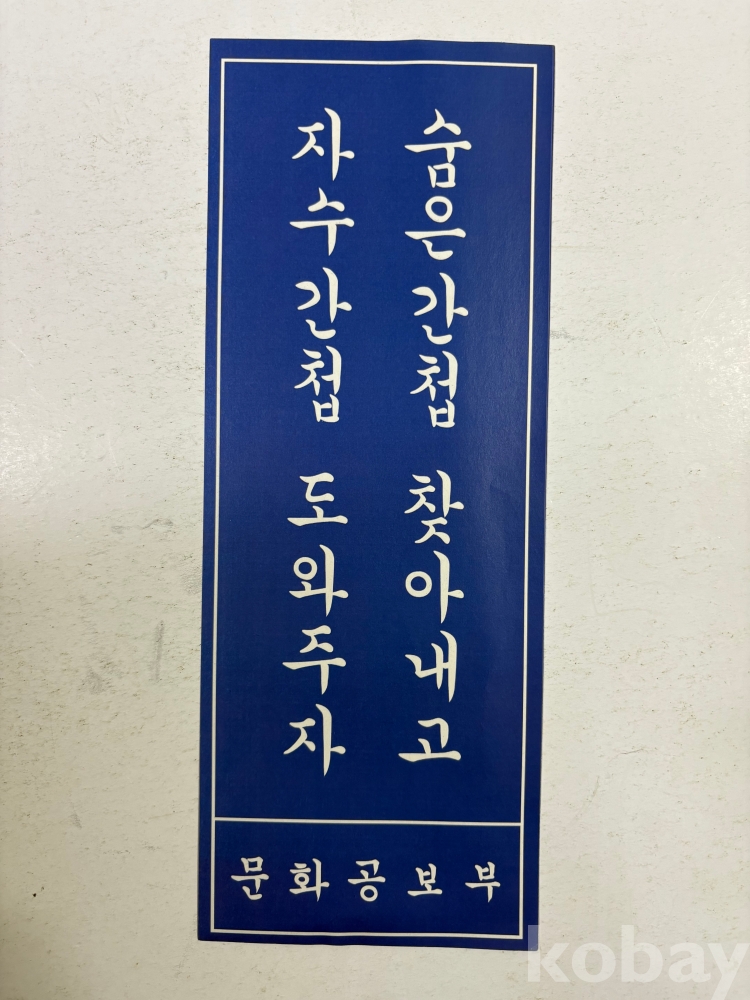 숨은간첩 찾아내고
자수간첩 도와주자
문화공보부
kobay